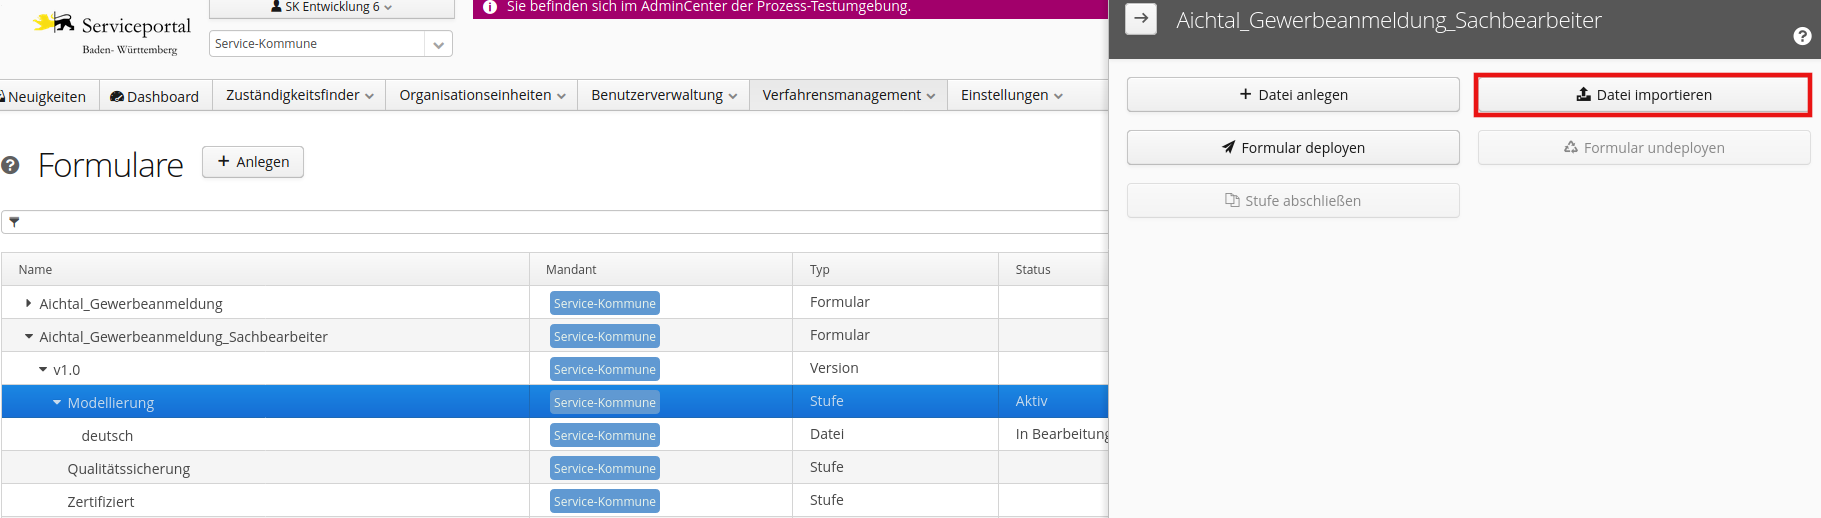 SK Entwicklung 6
Sie befinden sich im AdminCenter der Prozess-Testumgebung.
Serviceportal
Baden- Württemberg
Service-Kommune
Neuigkeiten
Dashboard
Zuständigkeitsfinder
Organisationseinheiten
Benutzerverwaltung
Verfahrensmanagement
Einstellungen
Formulare
+ Anlegen
Name Mandant Typ Status
Aichtal_Gewerbeanmeldung Service-Kommune Formular
Aichtal_Gewerbeanmeldung_Sachbearbeiter Service-Kommune Formular
v1.0 Service-Kommune Version
Modellierung Service-Kommune Stufe Aktiv
deutsch Service-Kommune Datei In Bearbeitung
Qualitätssicherung Service-Kommune Stufe
Zertifiziert Service-Kommune Stufe
Aichtal_Gewerbeanmeldung_Sachbearbeiter
+ Datei anlegen
Datei importieren
Formular deployen
Formular undeployen
Stufe abschließen